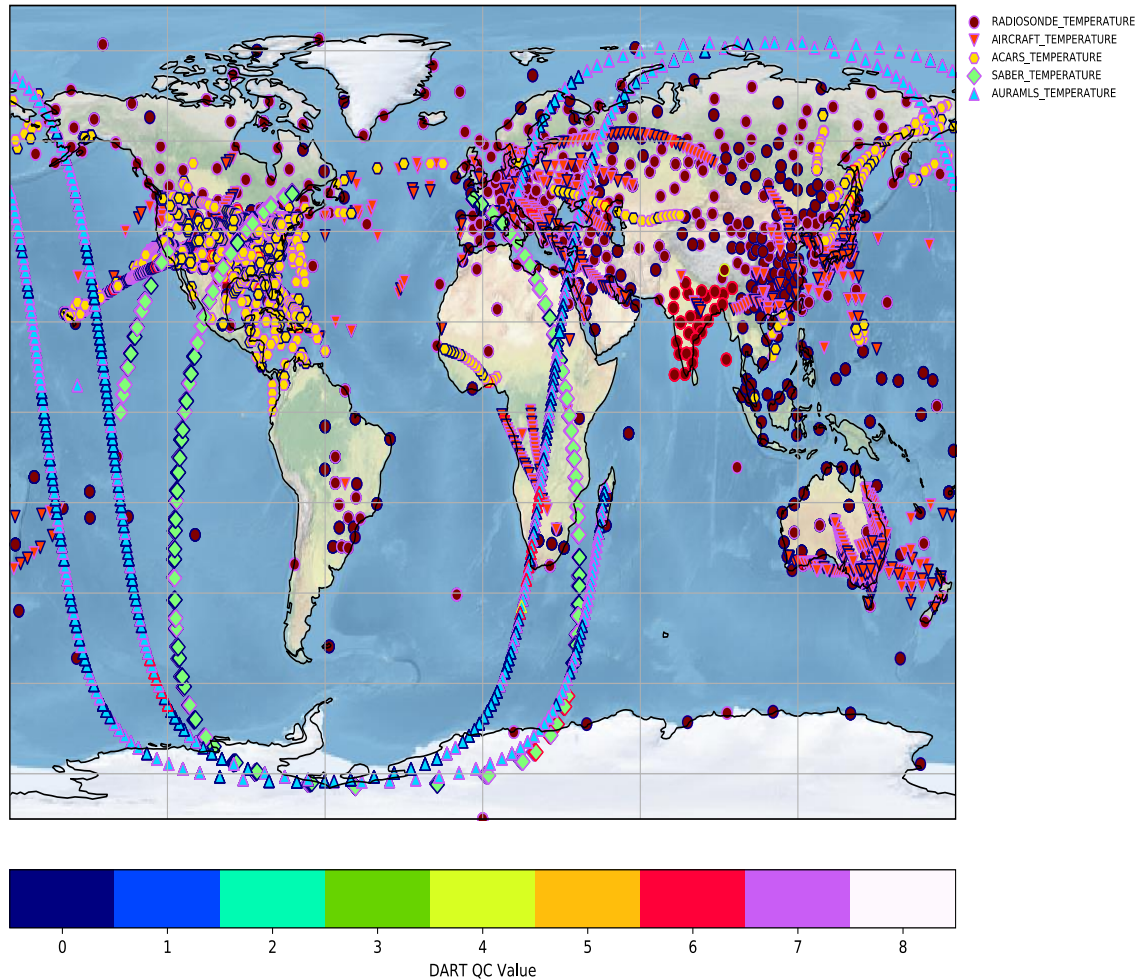 RADIOSONDE_TEMPERATURE
AIRCRAFT_TEMPERATURE
ACARS_TEMPERATURE
SABER_TEMPERATURE
AURAMLS_TEMPERATURE
0 1 2 3 4 5 6 7 8
DART QC Value